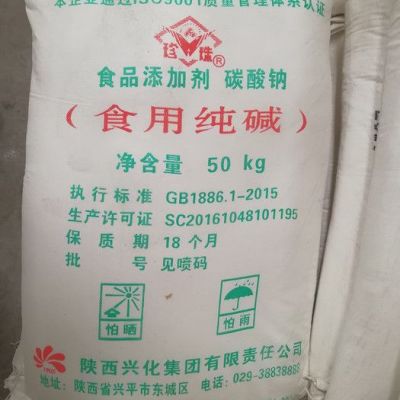 本企业通过ISO9001质量管理体系认证
珍珠®
食品添加剂 碳酸钠
(食用纯碱)
净含量 50 kg
执行标准 GB1886.1-2015
生产许可证 SC20161048101195
保质期 18个月
批号 见喷码
怕晒 怕雨
陕西兴化集团有限责任公司
地址: 陕西省兴平市东城区 电话: 029-38838888